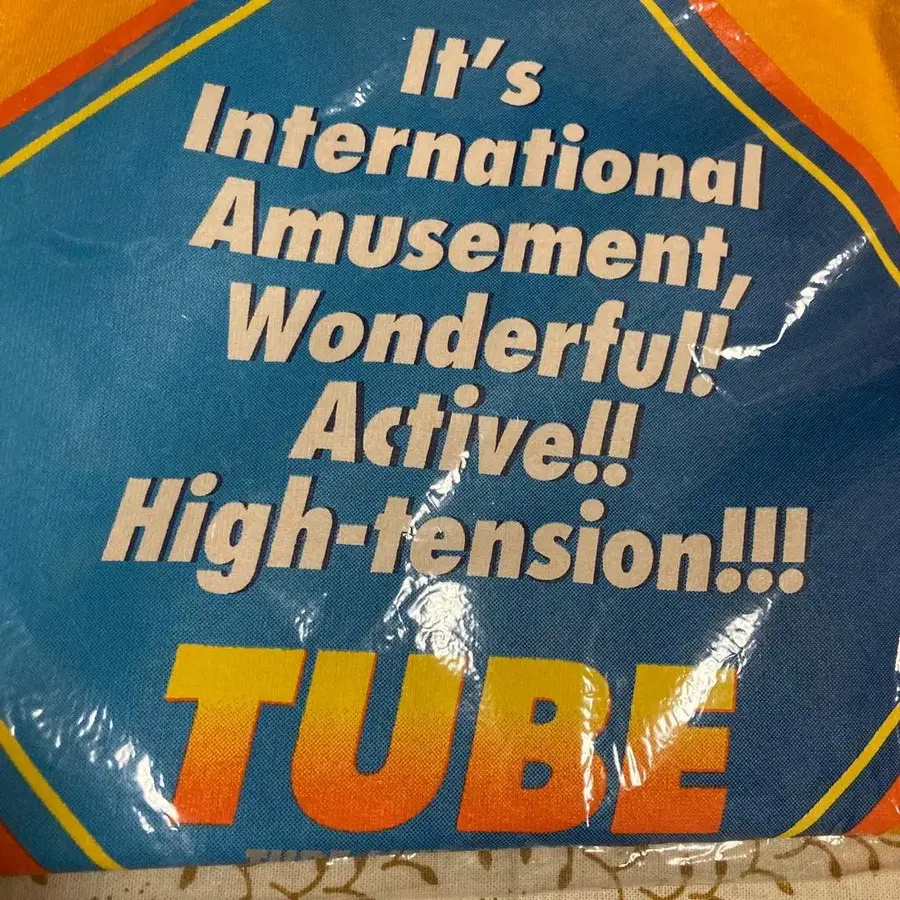 It's
International
Amusement,
Wonderful!
Active!!
High-tension!!!
TUBE